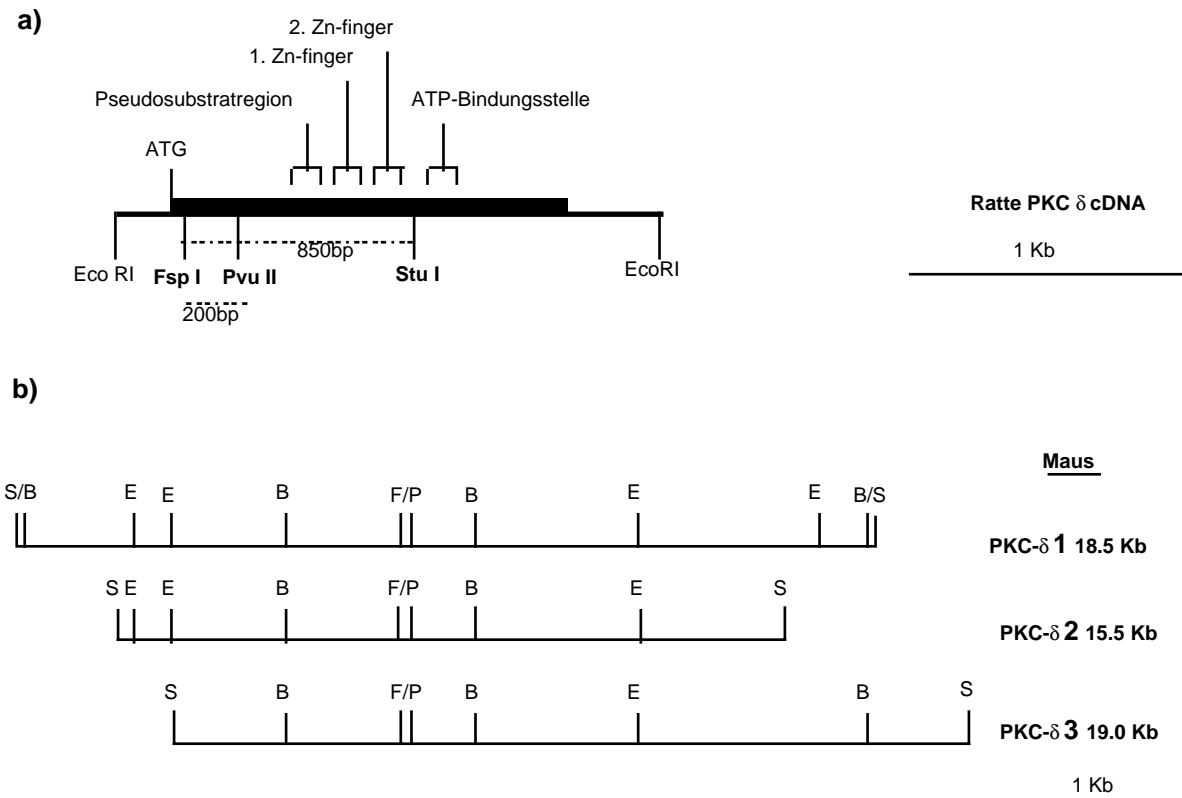 a)
2. Zn-finger
1. Zn-finger
Pseudosubstratregion
ATP-Bindungsstelle
ATG
Ratte PKC δ cDNA
1 Kb
850bp
Eco RI
Fsp I
Pvu II
Stu I
EcoRI
200bp
b)
Maus
S/B E E B F/P B E E B/S
PKC-δ 1 18.5 Kb
S E E B F/P B E S
PKC-δ 2 15.5 Kb
S B F/P B E B S
PKC-δ 3 19.0 Kb
1 Kb